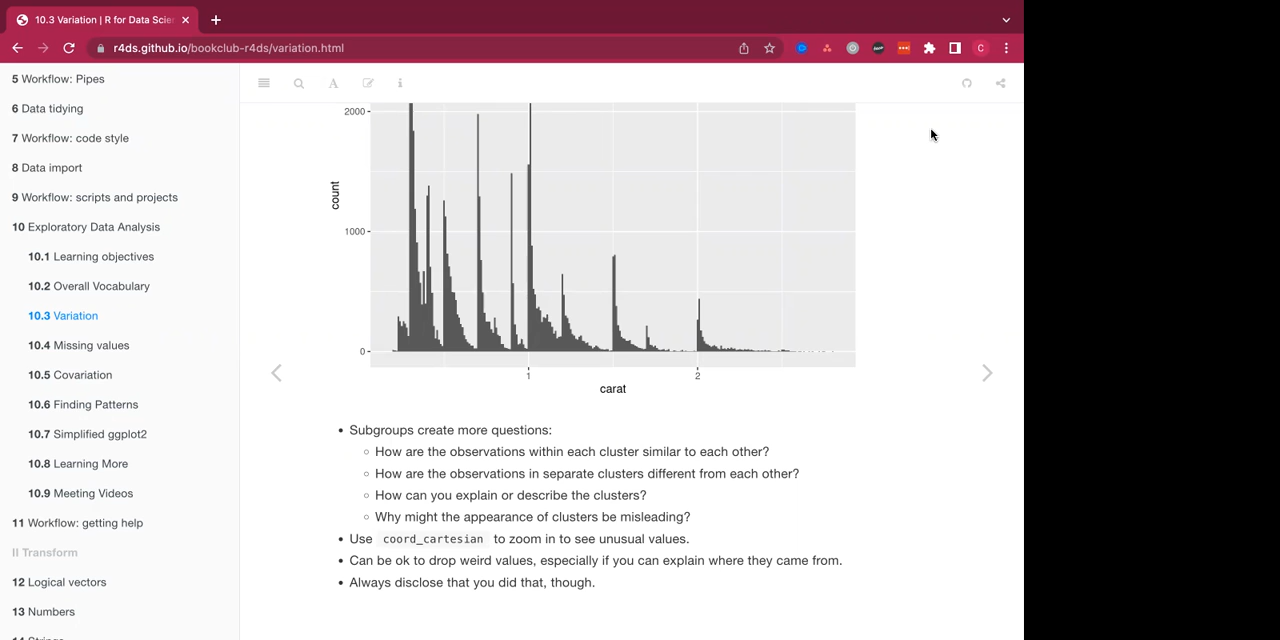 10.3 Variation | R for Data Scien
r4ds.github.io/bookclub-r4ds/variation.html
C
5 Workflow: Pipes
6 Data tidying
7 Workflow: code style
8 Data import
9 Workflow: scripts and projects
10 Exploratory Data Analysis
10.1 Learning objectives
10.2 Overall Vocabulary
10.3 Variation
10.4 Missing values
10.5 Covariation
10.6 Finding Patterns
10.7 Simplified ggplot2
10.8 Learning More
10.9 Meeting Videos
11 Workflow: getting help
II Transform
12 Logical vectors
13 Numbers
A
i
2000
count
1000
0
1 2
carat
• Subgroups create more questions:
○ How are the observations within each cluster similar to each other?
○ How are the observations in separate clusters different from each other?
○ How can you explain or describe the clusters?
○ Why might the appearance of clusters be misleading?
• Use coord_cartesian to zoom in to see unusual values.
• Can be ok to drop weird values, especially if you can explain where they came from.
• Always disclose that you did that, though.